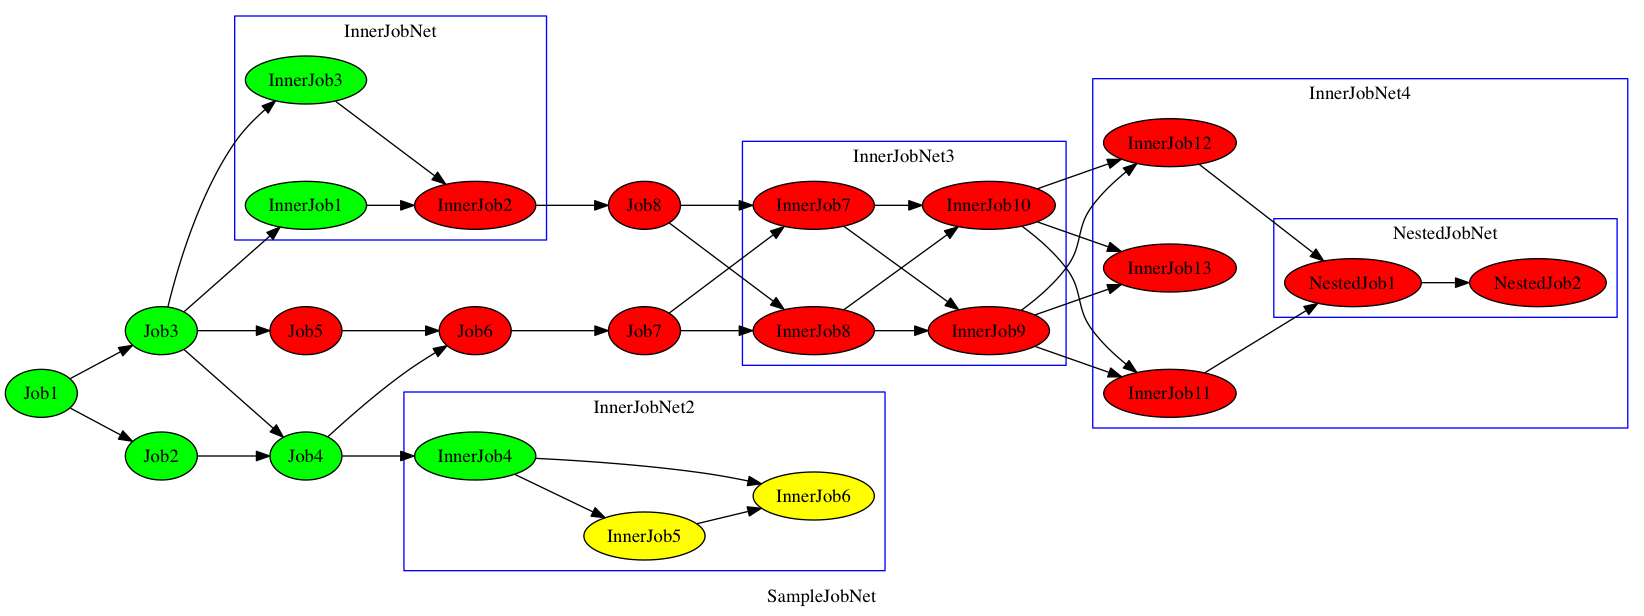 InnerJobNet
InnerJob3
InnerJobNet4
InnerJob12
InnerJobNet3
InnerJob1
InnerJob2
Job8
InnerJob7
InnerJob10
NestedJobNet
InnerJob13
NestedJob1
NestedJob2
Job3
Job5
Job6
Job7
InnerJob8
InnerJob9
Job1
InnerJob11
InnerJobNet2
Job2
Job4
InnerJob4
InnerJob6
InnerJob5
SampleJobNet